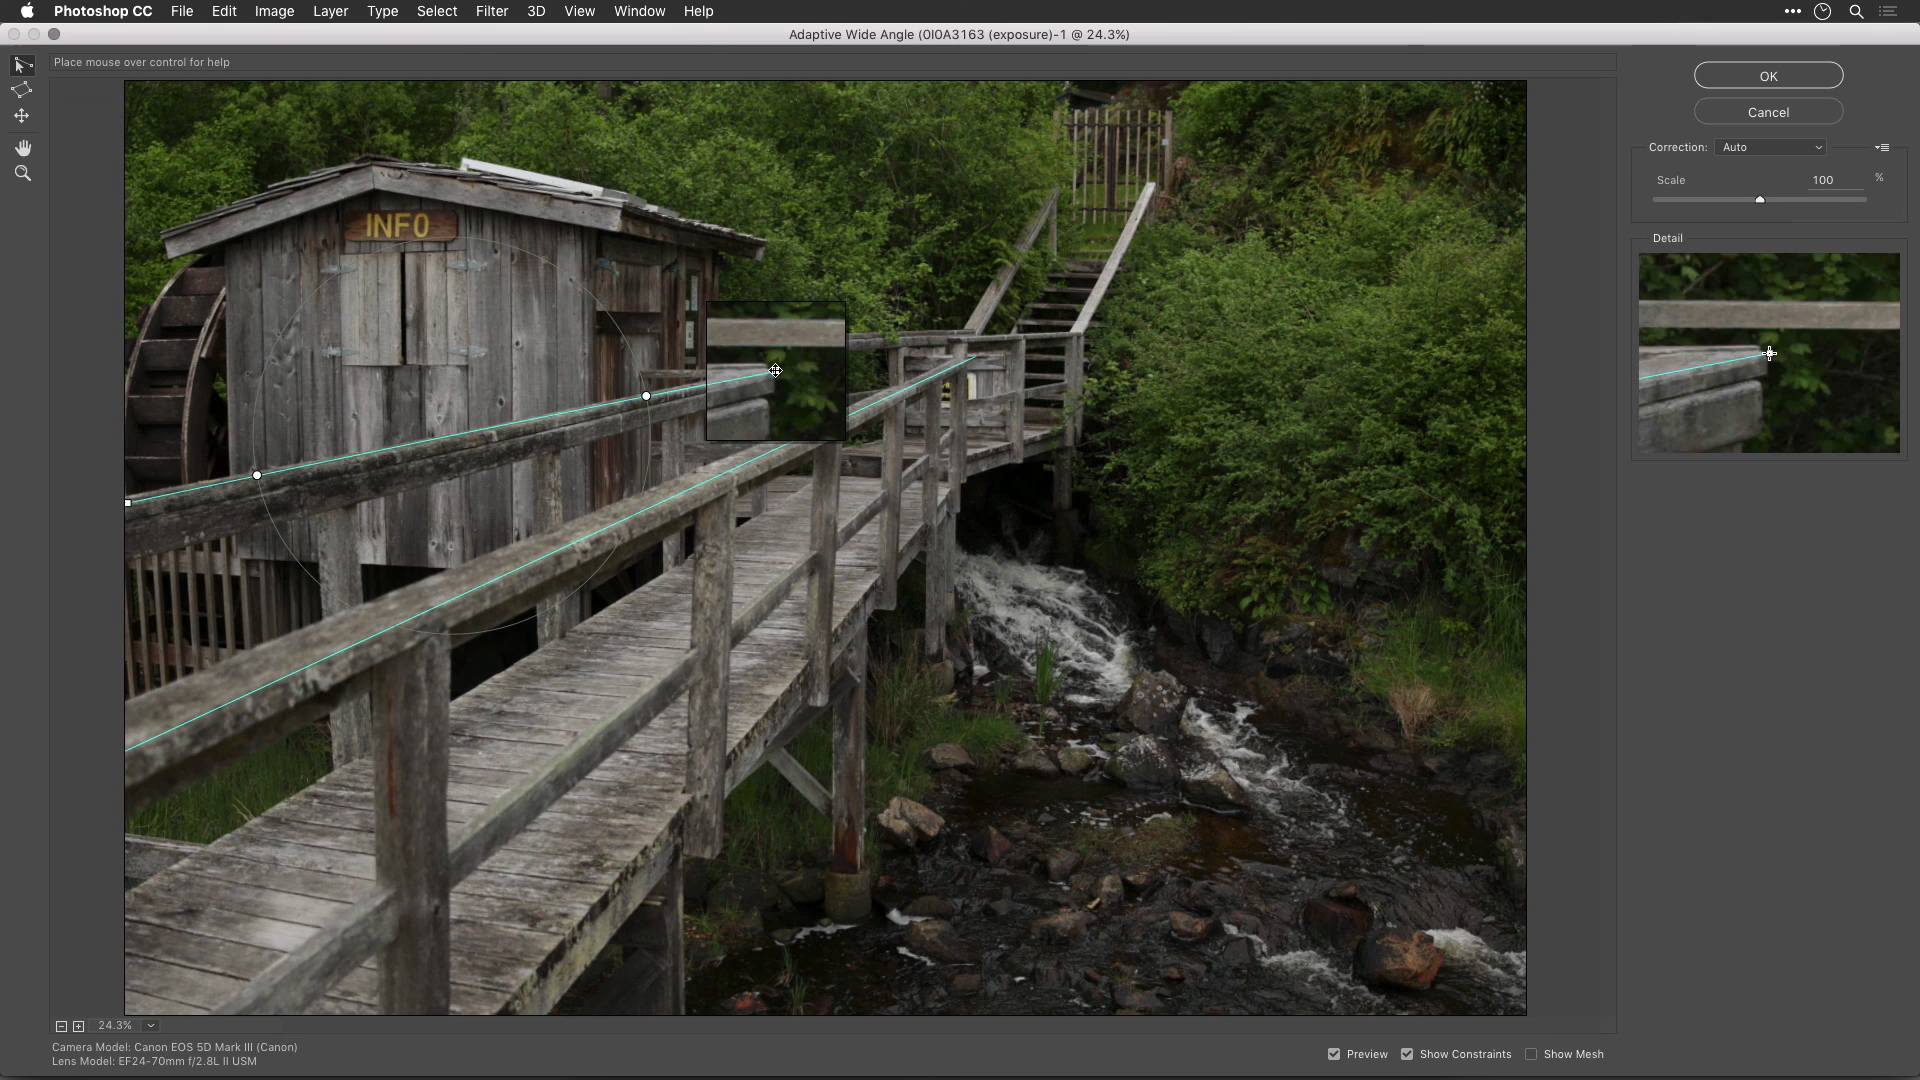 Photoshop CC File Edit Image Layer Type Select Filter 3D View Window Help
Adaptive Wide Angle (0I0A3163 (exposure)-1 @ 24.3%)
Place mouse over control for help
OK
Cancel
Correction: Auto
Scale 100 %
Detail
INFO
24.3%
Camera Model: Canon EOS 5D Mark III (Canon)
Lens Model: EF24-70mm f/2.8L II USM
Preview Show Constraints Show Mesh